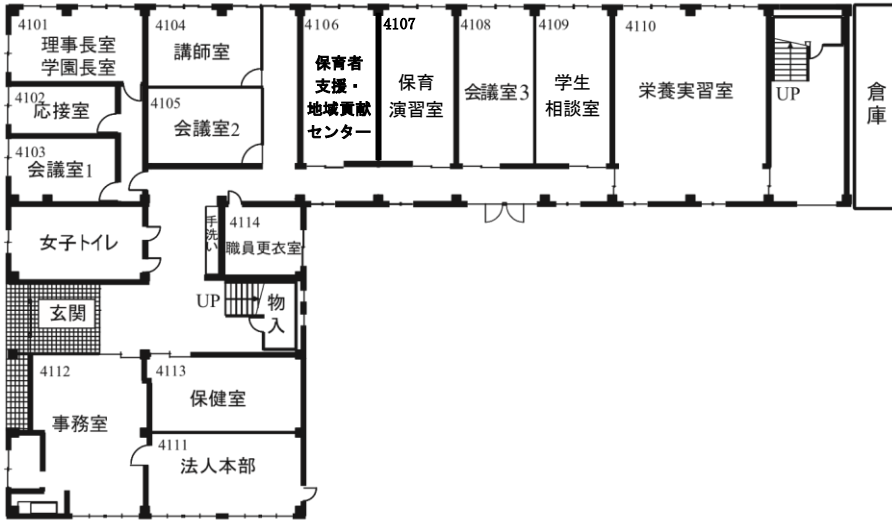 4101
理事長室
学園長室
4102
応接室
4103
会議室1
4104
講師室
4105
会議室2
4106
保育者
支援・
地域貢献
センター
4107
保育
演習室
4108
会議室3
4109
学生
相談室
4110
栄養実習室
UP
倉庫
女子トイレ
手洗い
4114
職員更衣室
玄関
UP
物入
4112
事務室
4113
保健室
4111
法人本部